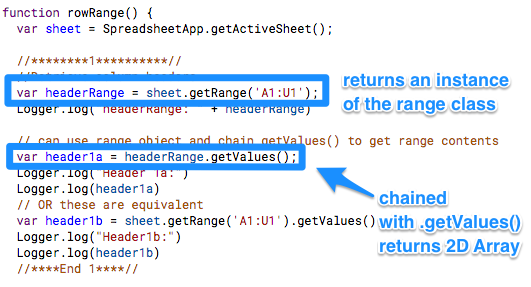 function rowRange() {
var sheet = SpreadsheetApp.getActiveSheet();
//********1**********//
var headerRange = sheet.getRange('A1:U1');
Logger.log("HeaderRange: " + headerRange)
// can use range object and chain getValues() to get range contents
var header1a = headerRange.getValues();
Logger.log("Header 1a:")
Logger.log(header1a)
// OR these are equivalent
var header1b = sheet.getRange('A1:U1').getValues()
Logger.log("Header1b:")
Logger.log(header1b)
//****End 1****//
returns an instance
of the range class
chained
with .getValues()
returns 2D Array